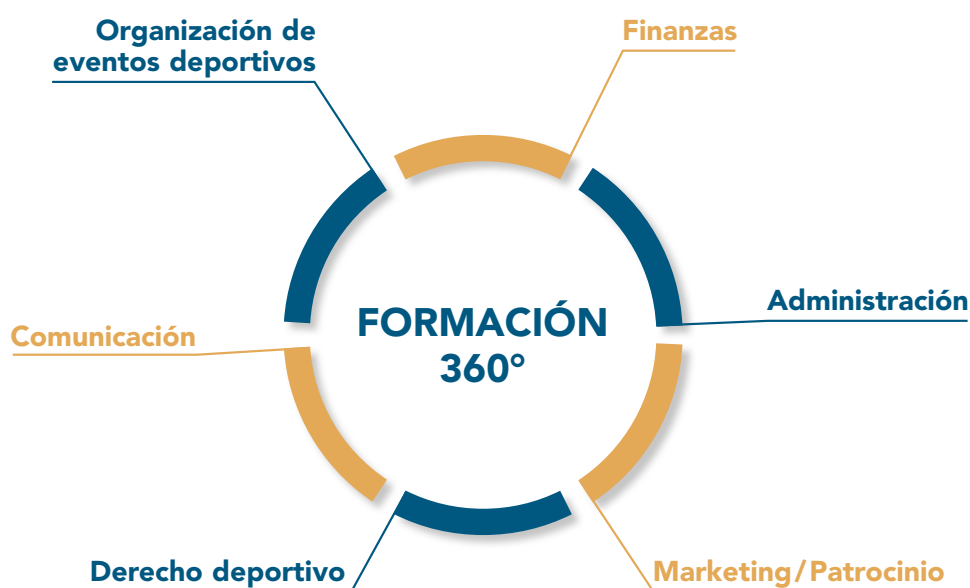 Organización de
eventos deportivos
Finanzas
FORMACIÓN
360°
Administración
Comunicación
Derecho deportivo
Marketing/Patrocinio